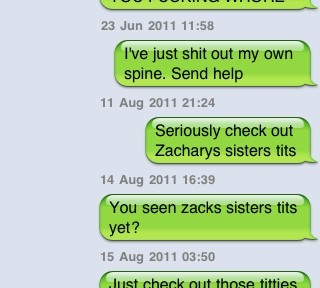 YOU FUCKING WHORE
23 Jun 2011 11:58
I've just shit out my own
spine. Send help
11 Aug 2011 21:24
Seriously check out
Zacharys sisters tits
14 Aug 2011 16:39
You seen zacks sisters tits
yet?
15 Aug 2011 03:50
Just check out those titties